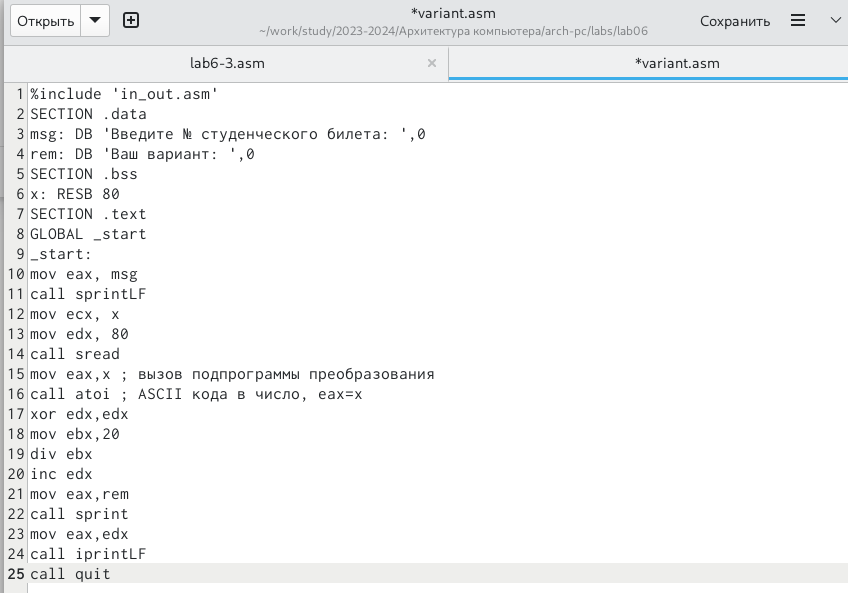 Открыть
*variant.asm
~/work/study/2023-2024/Архитектура компьютера/arch-pc/labs/lab06
Сохранить
lab6-3.asm
*variant.asm
1 %include 'in_out.asm'
2 SECTION .data
3 msg: DB 'Введите № студенческого билета: ',0
4 rem: DB 'Ваш вариант: ',0
5 SECTION .bss
6 x: RESB 80
7 SECTION .text
8 GLOBAL _start
9 _start:
10 mov eax, msg
11 call sprintLF
12 mov ecx, x
13 mov edx, 80
14 call sread
15 mov eax,x ; вызов подпрограммы преобразования
16 call atoi ; ASCII кода в число, eax=x
17 xor edx,edx
18 mov ebx,20
19 div ebx
20 inc edx
21 mov eax,rem
22 call sprint
23 mov eax,edx
24 call iprintLF
25 call quit